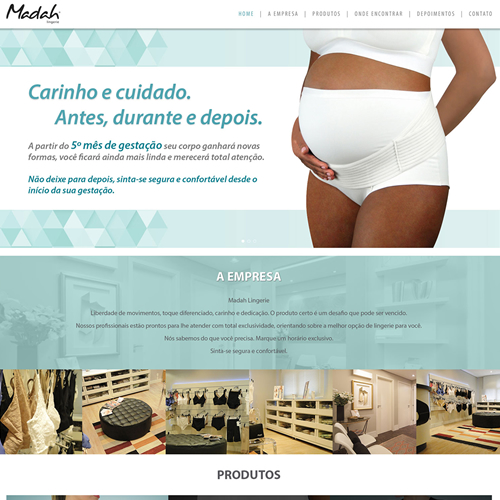 Madah
lingerie
HOME | A EMPRESA | PRODUTOS | ONDE ENCONTRAR | DEPOIMENTOS | CONTATO
Carinho e cuidado.
Antes, durante e depois.
A partir do 5º mês de gestação seu corpo ganhará novas
formas, você ficará ainda mais linda e merecerá total atenção.
Não deixe para depois, sinta-se segura e confortável desde o
início da sua gestação.
A EMPRESA
Madah Lingerie
Liberdade de movimentos, toque diferenciado, carinho e dedicação. O produto certo é um desafio que pode ser vencido.
Nossos profissionais estão prontos para lhe atender com total exclusividade, orientando sobre a melhor opção de lingerie para você.
Nós sabemos do que você precisa. Marque um horário exclusivo.
Sinta-se segura e confortável.
PRODUTOS